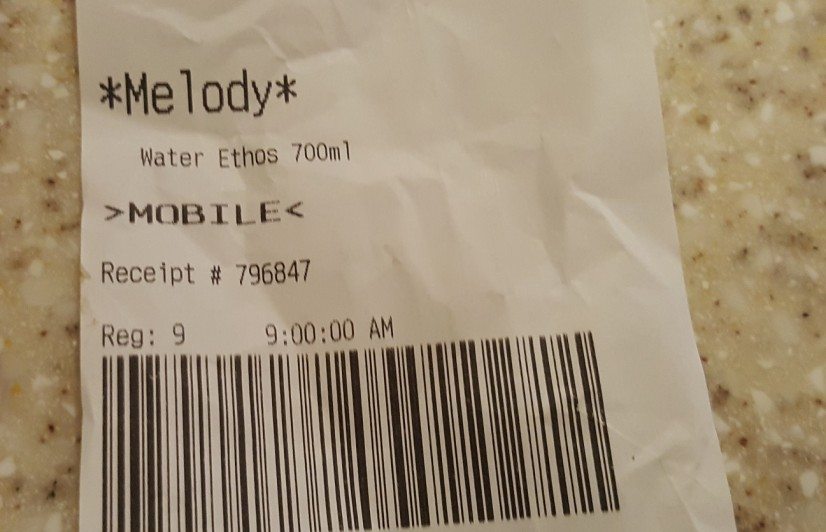 *Melody*
Water Ethos 700ml
>MOBILE<
Receipt # 796847
Reg: 9 9:00:00 AM